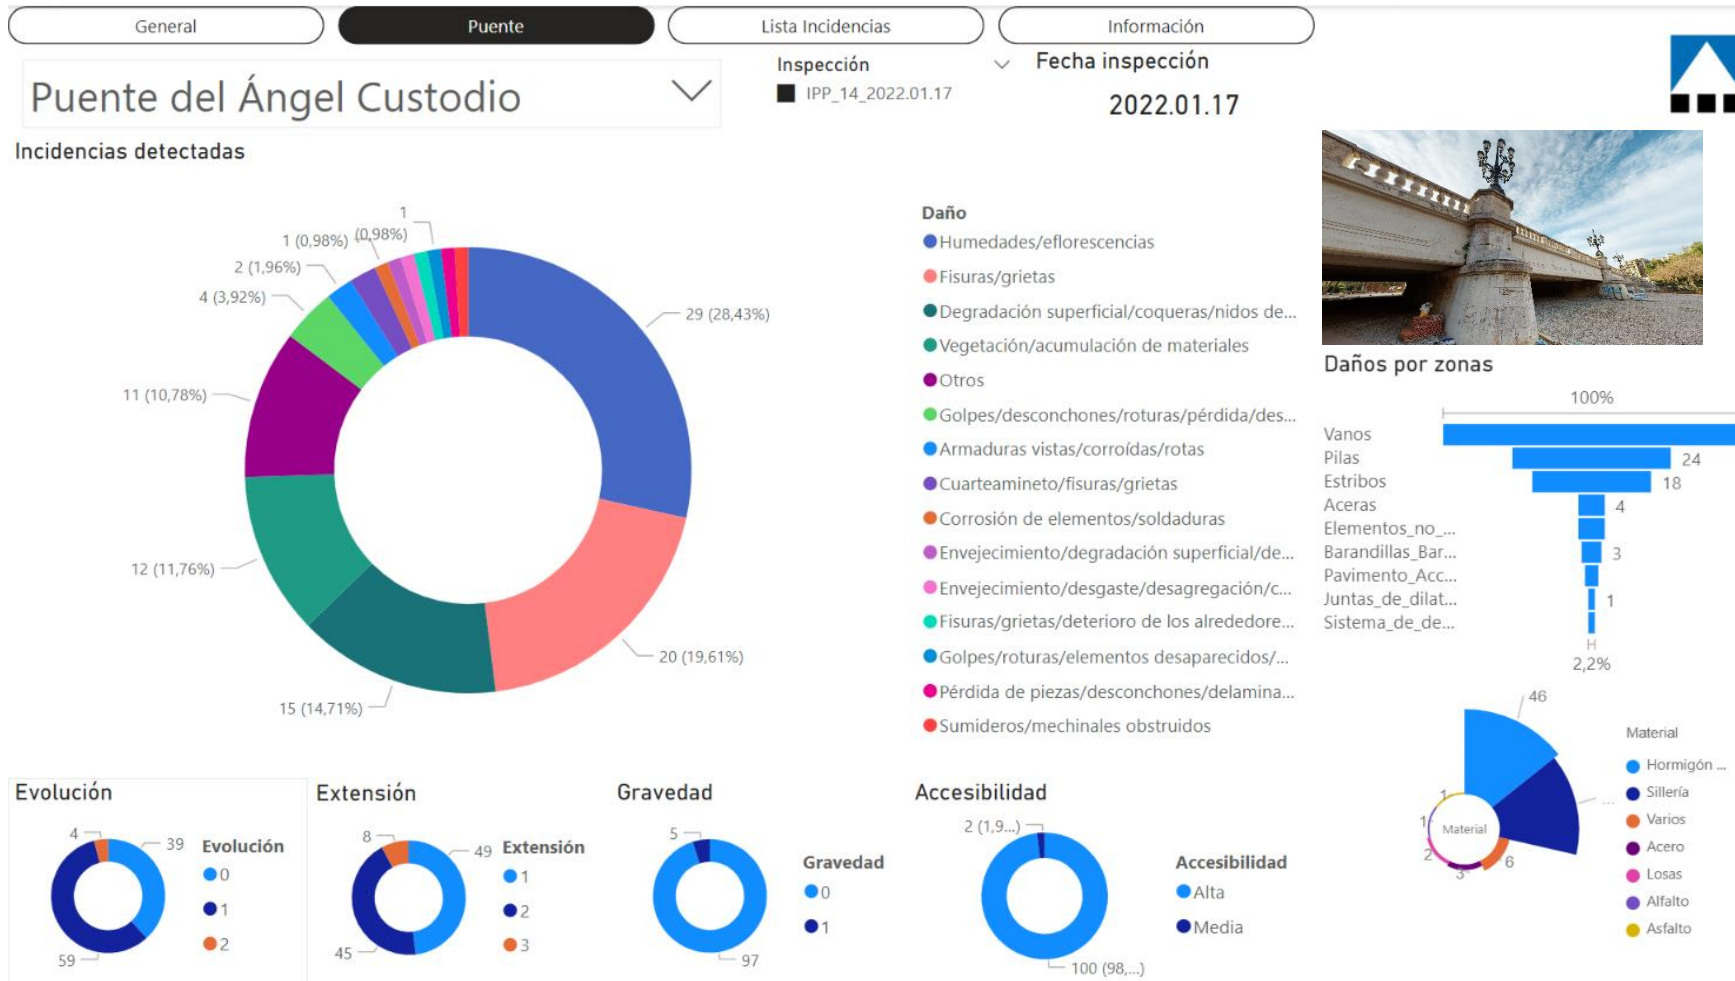 General
Puente
Lista Incidencias
Información
Puente del Ángel Custodio
Inspección
IPP_14_2022.01.17
Fecha inspección
2022.01.17
Incidencias detectadas
1
(0,98%)
1 (0,98%)
2 (1,96%)
4 (3,92%)
11 (10,78%)
12 (11,76%)
15 (14,71%)
20 (19,61%)
29 (28,43%)
Daño
Humedades/eflorescencias
Fisuras/grietas
Degradación superficial/coqueras/nidos de...
Vegetación/acumulación de materiales
Otros
Golpes/desconchones/roturas/pérdida/des...
Armaduras vistas/corroídas/rotas
Cuarteamineto/fisuras/grietas
Corrosión de elementos/soldaduras
Envejecimiento/degradación superficial/de...
Envejecimiento/desgaste/desagregación/c...
Fisuras/grietas/deterioro de los alrededore...
Golpes/roturas/elementos desaparecidos/...
Pérdida de piezas/desconchones/delamina...
Sumideros/mechinales obstruidos
Daños por zonas
100%
Vanos
Pilas 24
Estribos 18
Aceras 4
Elementos_no_...
Barandillas_Bar... 3
Pavimento_Acc...
Juntas_de_dilat... 1
Sistema_de_de...
2,2%
46
...
6
3
2
1
1
Material
Material
Hormigón ...
Sillería
Varios
Acero
Losas
Alfalto
Asfalto
Evolución
4
39
59
Evolución
0
1
2
Extensión
8
49
45
Extensión
1
2
3
Gravedad
5
97
Gravedad
0
1
Accesibilidad
2 (1,9...)
100 (98,...)
Accesibilidad
Alta
Media